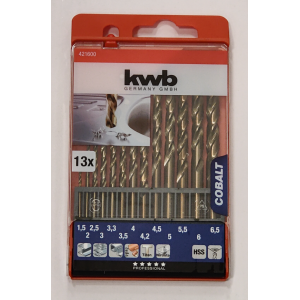 421600
kwb
GERMANY GMBH
13x
COBALT
1,5 2,5 3,3 4 4,5 5,5 6,5
2 3 3,5 4,2 5 6 HSS
★★★★★
PROFESSIONAL